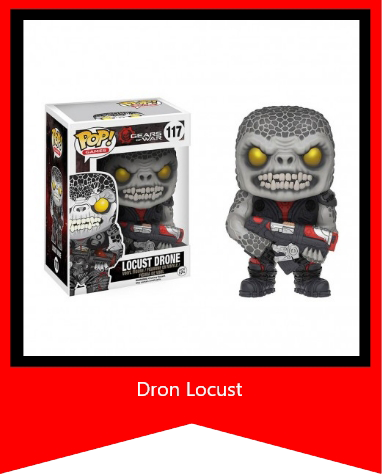 POP!
GAMES
GEARS
OF WAR
117
LOCUST DRONE
Dron Locust